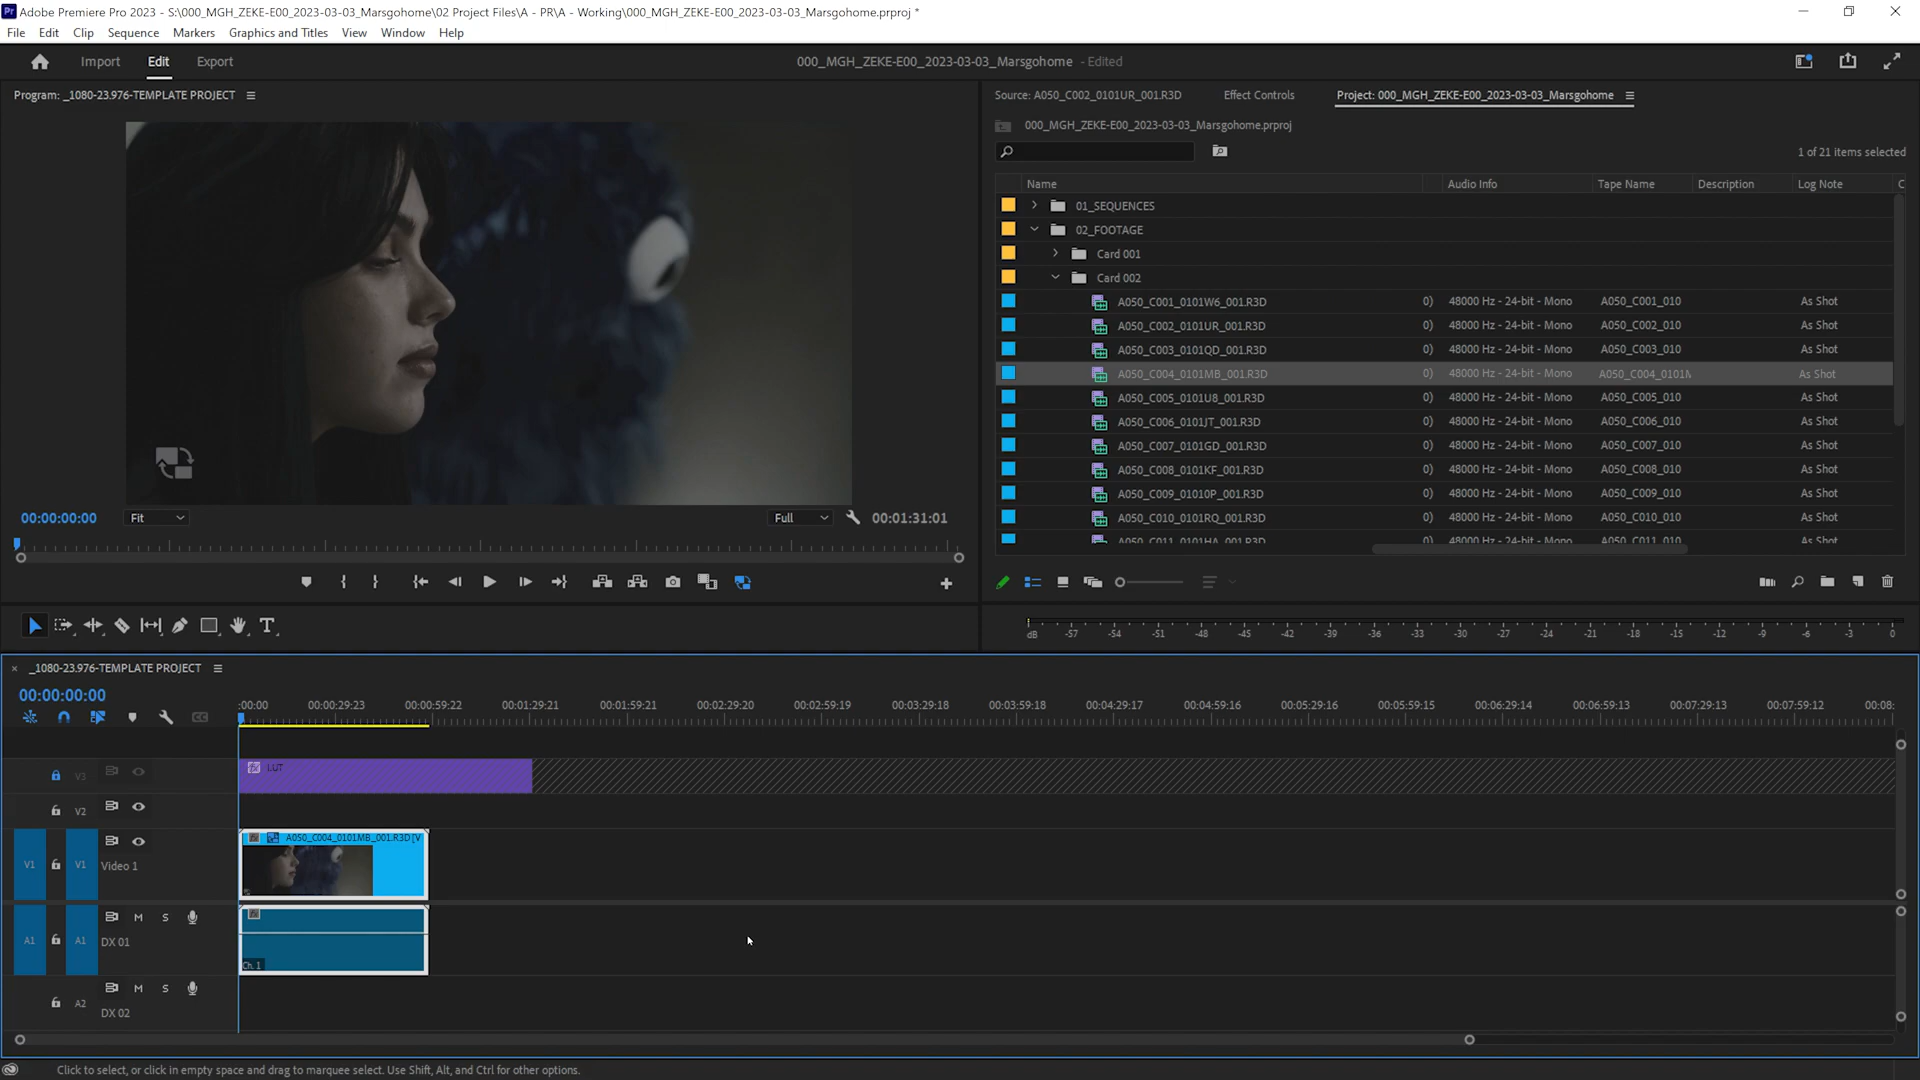 Pr Adobe Premiere Pro 2023 - S:\000_MGH_ZEKE-E00_2023-03-03_Marsgohome\02 Project Files\A - PR\A - Working\000_MGH_ZEKE-E00_2023-03-03_Marsgohome.prproj *
File Edit Clip Sequence Markers Graphics and Titles View Window Help
Import Edit Export 000_MGH_ZEKE-E00_2023-03-03_Marsgohome - Edited
Program: _1080-23.976-TEMPLATE PROJECT
Source: A050_C002_0101UR_001.R3D Effect Controls Project: 000_MGH_ZEKE-E00_2023-03-03_Marsgohome
000_MGH_ZEKE-E00_2023-03-03_Marsgohome.prproj
1 of 21 items selected
Name Audio Info Tape Name Description Log Note C
01_SEQUENCES
02_FOOTAGE
Card 001
Card 002
A050_C001_0101W6_001.R3D 0) 48000 Hz - 24-bit - Mono A050_C001_010 As Shot
A050_C002_0101UR_001.R3D 0) 48000 Hz - 24-bit - Mono A050_C002_010 As Shot
A050_C003_0101QD_001.R3D 0) 48000 Hz - 24-bit - Mono A050_C003_010 As Shot
A050_C004_0101MB_001.R3D 0) 48000 Hz - 24-bit - Mono A050_C004_0101M As Shot
A050_C005_0101U8_001.R3D 0) 48000 Hz - 24-bit - Mono A050_C005_010 As Shot
A050_C006_0101JT_001.R3D 0) 48000 Hz - 24-bit - Mono A050_C006_010 As Shot
A050_C007_0101GD_001.R3D 0) 48000 Hz - 24-bit - Mono A050_C007_010 As Shot
A050_C008_0101KF_001.R3D 0) 48000 Hz - 24-bit - Mono A050_C008_010 As Shot
A050_C009_01010P_001.R3D 0) 48000 Hz - 24-bit - Mono A050_C009_010 As Shot
A050_C010_0101RQ_001.R3D 0) 48000 Hz - 24-bit - Mono A050_C010_010 As Shot
A050_C011_0101HA_001.R3D 0) 48000 Hz - 24-bit - Mono A050_C011_010 As Shot
00:00:00:00 Fit Full 00:01:31:01
dB -57 -54 -51 -48 -45 -42 -39 -36 -33 -30 -27 -24 -21 -18 -15 -12 -9 -6 -3 0
_1080-23.976-TEMPLATE PROJECT
00:00:00:00
:00:00 00:00:29:23 00:00:59:22 00:01:29:21 00:01:59:21 00:02:29:20 00:02:59:19 00:03:29:18 00:03:59:18 00:04:29:17 00:04:59:16 00:05:29:16 00:05:59:15 00:06:29:14 00:06:59:13 00:07:29:13 00:07:59:12 00:08:
V3 fx LUT
V2
A050_C004_0101MB_001.R3D [V
V1 V1 Video 1
M S
A1 A1 DX 01
Ch. 1
M S
A2 DX 02
Click to select, or click in empty space and drag to marquee select. Use Shift, Alt, and Ctrl for other options.